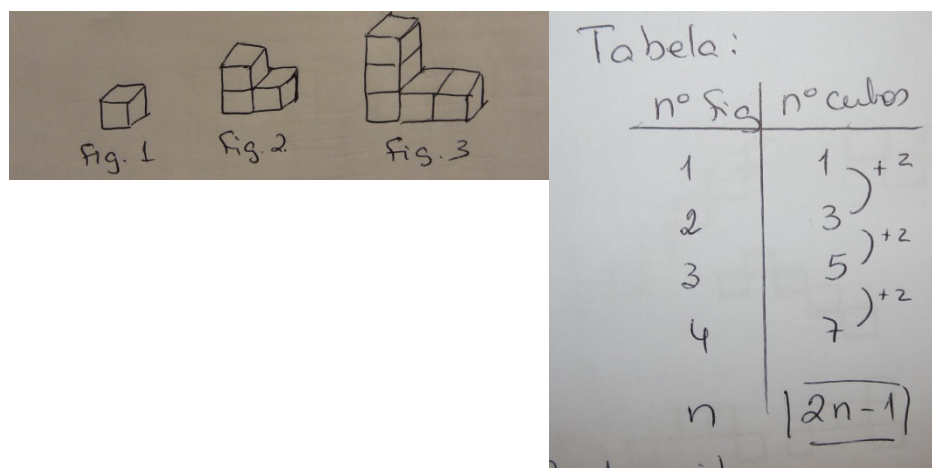 fig. 1 fig. 2 fig. 3
Tabela:
nº fig nº cubos
1 1
+2
2 3
+2
3 5
+2
4 7
n 2n-1